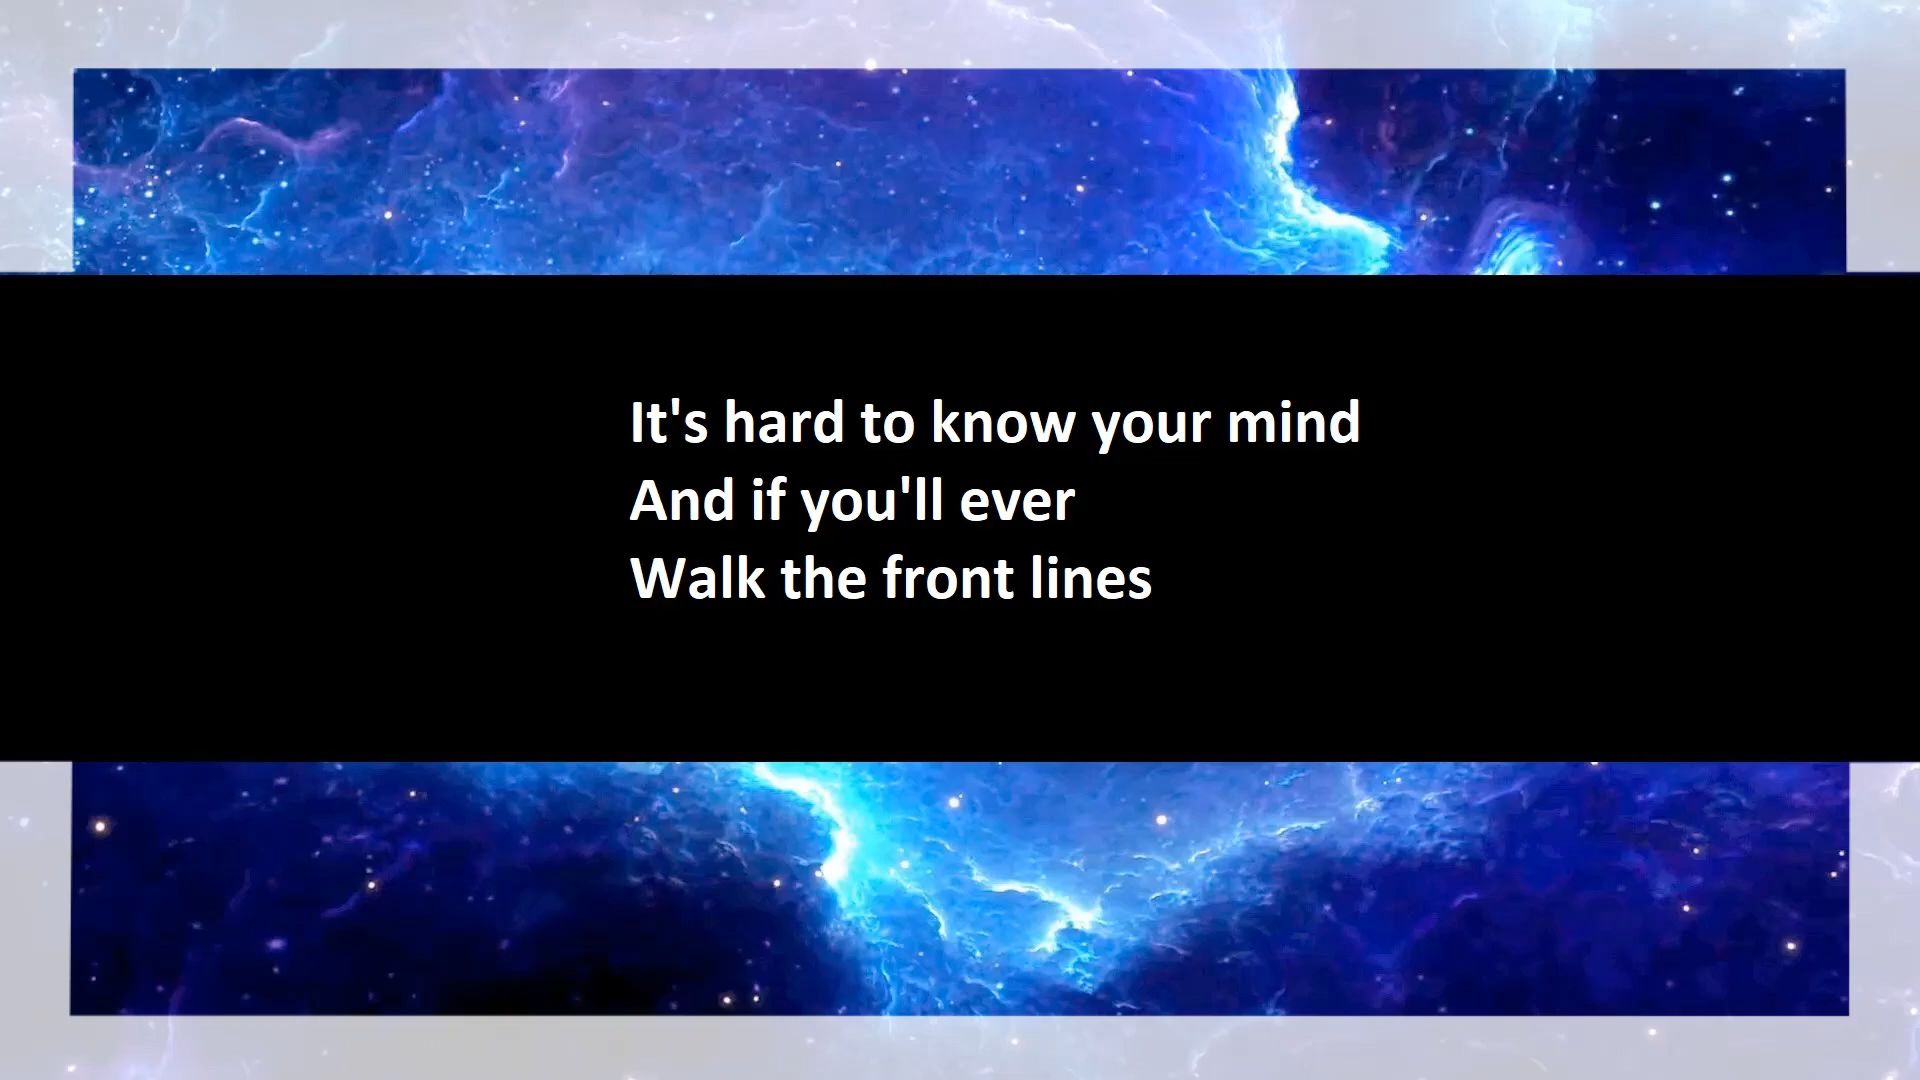 It's hard to know your mind
And if you'll ever
Walk the front lines